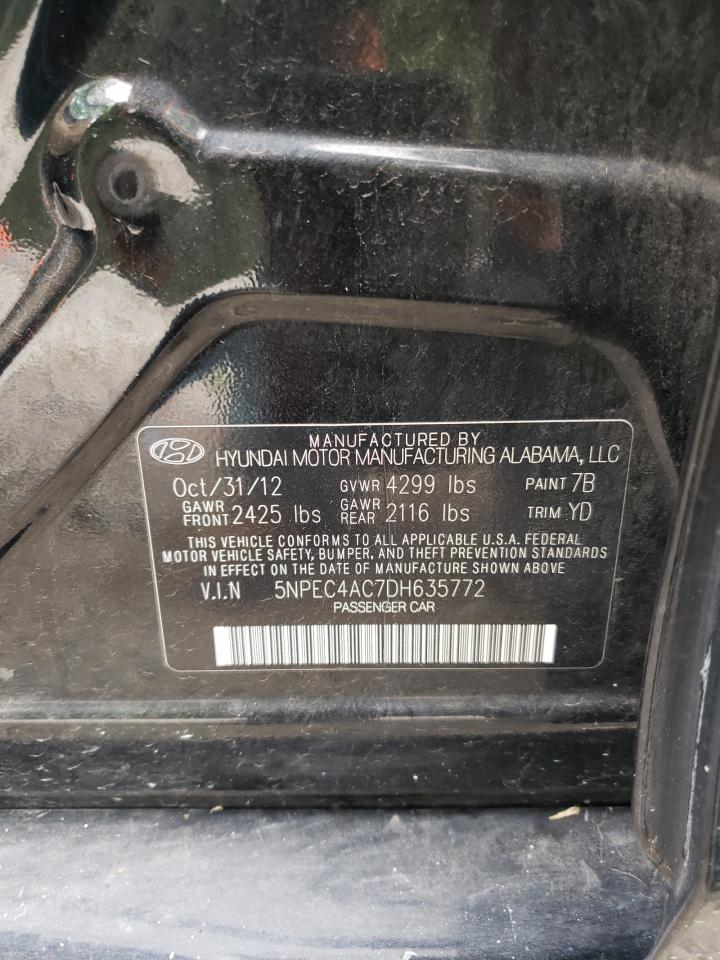 MANUFACTURED BY
HYUNDAI MOTOR MANUFACTURING ALABAMA, LLC
Oct/31/12 GVWR 4299 lbs PAINT 7B
GAWR FRONT 2425 lbs GAWR REAR 2116 lbs TRIM YD
THIS VEHICLE CONFORMS TO ALL APPLICABLE U.S.A. FEDERAL
MOTOR VEHICLE SAFETY, BUMPER, AND THEFT PREVENTION STANDARDS
IN EFFECT ON THE DATE OF MANUFACTURE SHOWN ABOVE
V.I.N 5NPEC4AC7DH635772
PASSENGER CAR